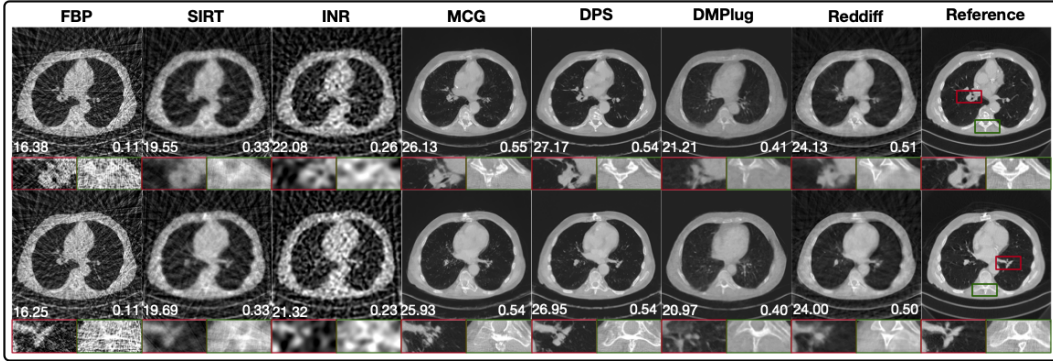 FBP SIRT INR MCG DPS DMPlug Reddiff Reference
16.38 0.11 19.55 0.33 22.08 0.26 26.13 0.55 27.17 0.54 21.21 0.41 24.13 0.51
16.25 0.11 19.69 0.33 21.32 0.23 25.93 0.54 26.95 0.54 20.97 0.40 24.00 0.50